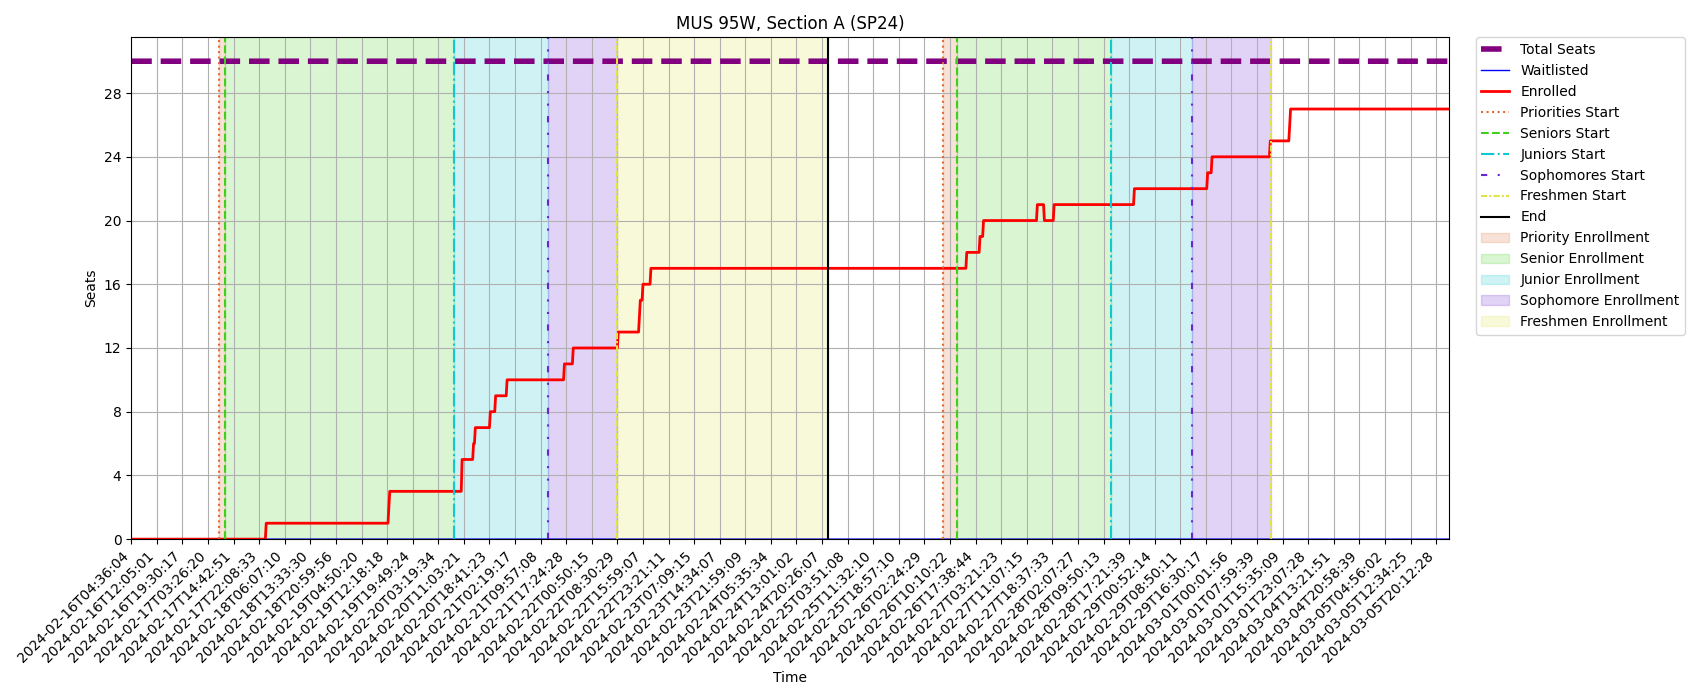 MUS 95W, Section A (SP24)
Total Seats
Waitlisted
Enrolled
Priorities Start
Seniors Start
Juniors Start
Sophomores Start
Freshmen Start
End
Priority Enrollment
Senior Enrollment
Junior Enrollment
Sophomore Enrollment
Freshmen Enrollment
Seats
28
24
20
16
12
8
4
0
2024-02-16T04:36:04
2024-02-16T12:05:01
2024-02-16T19:30:17
2024-02-17T03:26:20
2024-02-17T14:42:51
2024-02-17T22:08:33
2024-02-18T06:07:10
2024-02-18T13:33:30
2024-02-18T20:59:56
2024-02-19T04:50:20
2024-02-19T12:18:18
2024-02-19T19:49:24
2024-02-20T03:19:34
2024-02-20T11:03:21
2024-02-20T18:41:23
2024-02-21T02:19:17
2024-02-21T09:57:08
2024-02-21T17:24:28
2024-02-22T00:50:15
2024-02-22T08:30:29
2024-02-22T15:59:07
2024-02-22T23:21:11
2024-02-23T07:09:15
2024-02-23T14:34:07
2024-02-23T21:59:09
2024-02-24T05:35:34
2024-02-24T13:01:02
2024-02-24T20:26:07
2024-02-25T03:51:08
2024-02-25T11:32:10
2024-02-25T18:57:10
2024-02-26T02:24:29
2024-02-26T10:10:22
2024-02-26T17:38:44
2024-02-27T03:21:23
2024-02-27T11:07:15
2024-02-27T18:37:33
2024-02-28T02:07:27
2024-02-28T09:50:13
2024-02-28T17:21:39
2024-02-29T00:52:14
2024-02-29T08:50:11
2024-02-29T16:30:17
2024-03-01T00:01:56
2024-03-01T07:59:39
2024-03-01T15:35:09
2024-03-01T23:07:28
2024-03-04T13:21:51
2024-03-04T20:58:39
2024-03-05T04:56:02
2024-03-05T12:34:25
2024-03-05T20:12:28
Time